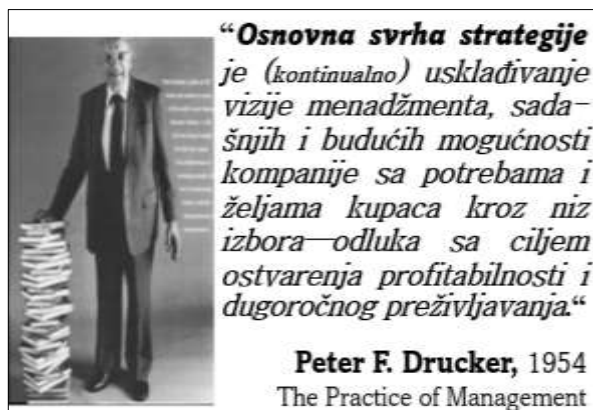 “Osnovna svrha strategije
je (kontinualno) usklađivanje
vizije menadžmenta, sada–
šnjih i budućih mogućnosti
kompanije sa potrebama i
željama kupaca kroz niz
izbora—odluka sa ciljem
ostvarenja profitabilnosti i
dugoročnog preživljavanja.“
Peter F. Drucker, 1954
The Practice of Management